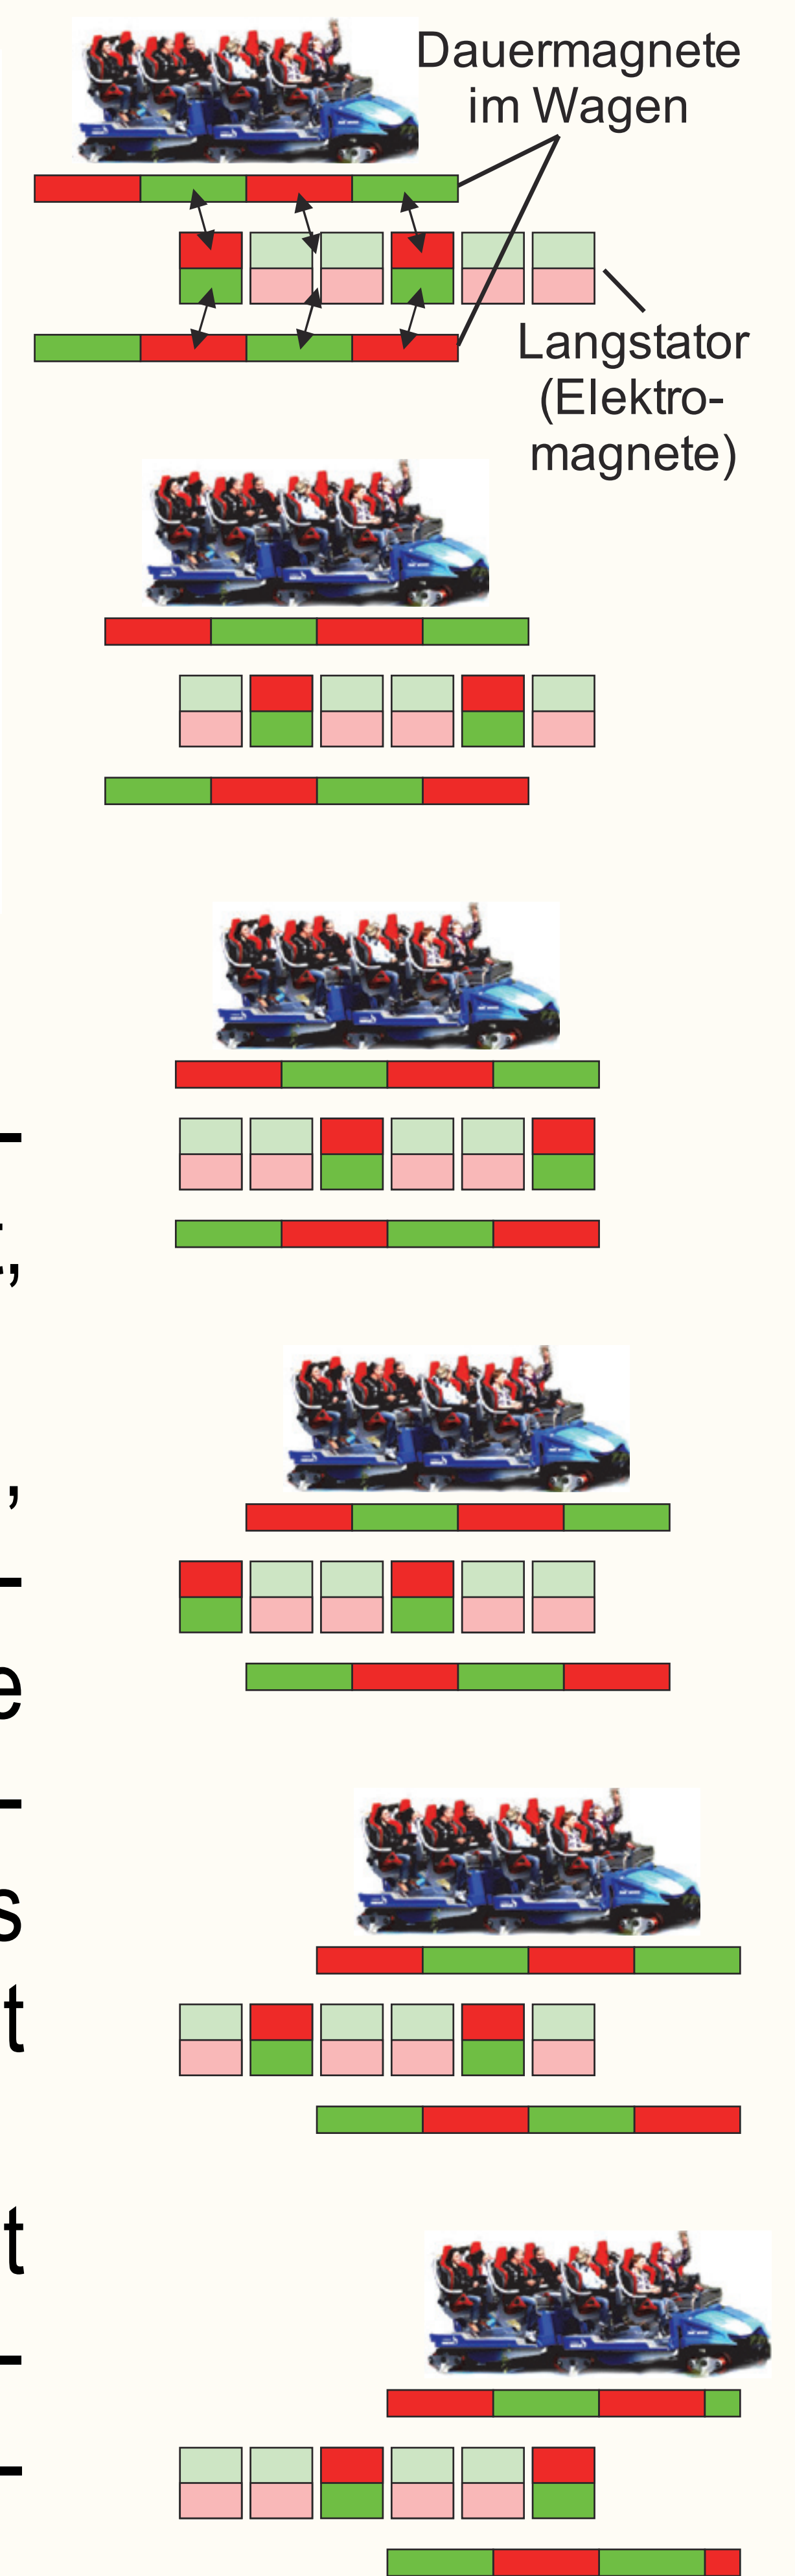 Dauermagnete
im Wagen
Langstator
(Elektro-
magnete)
-
,
,
-
e
-
s
t
t
-
-